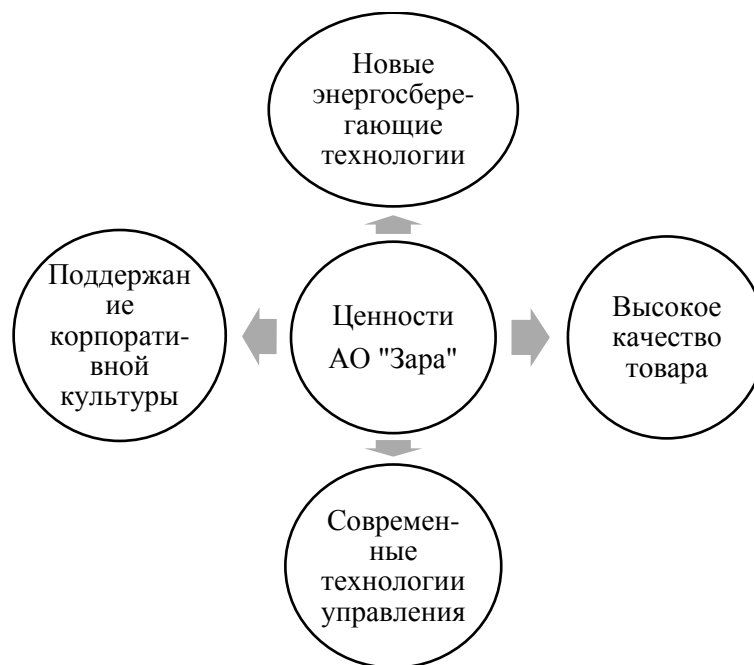 Новые
энергосбере-
гающие
технологии
Поддержан
ие
корпорати-
вной
культуры
Ценности
АО "Зара"
Высокое
качество
товара
Современ-
ные
технологии
управления